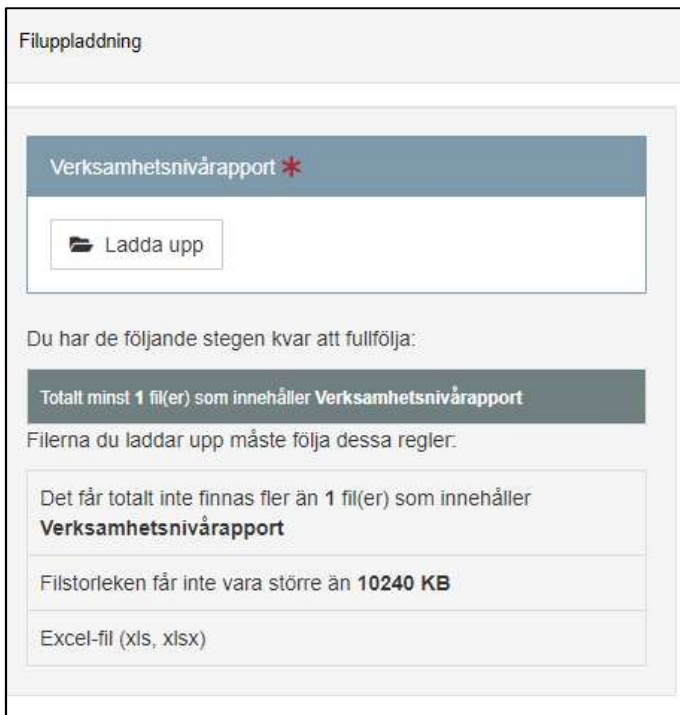 Filuppladdning
Verksamhetsnivårapport *
Ladda upp
Du har de följande stegen kvar att fullfölja:
Totalt minst 1 fil(er) som innehåller Verksamhetsnivårapport
Filerna du laddar upp måste följa dessa regler:
Det får totalt inte finnas fler än 1 fil(er) som innehåller
Verksamhetsnivårapport
Filstorleken får inte vara större än 10240 KB
Excel-fil (xls, xlsx)